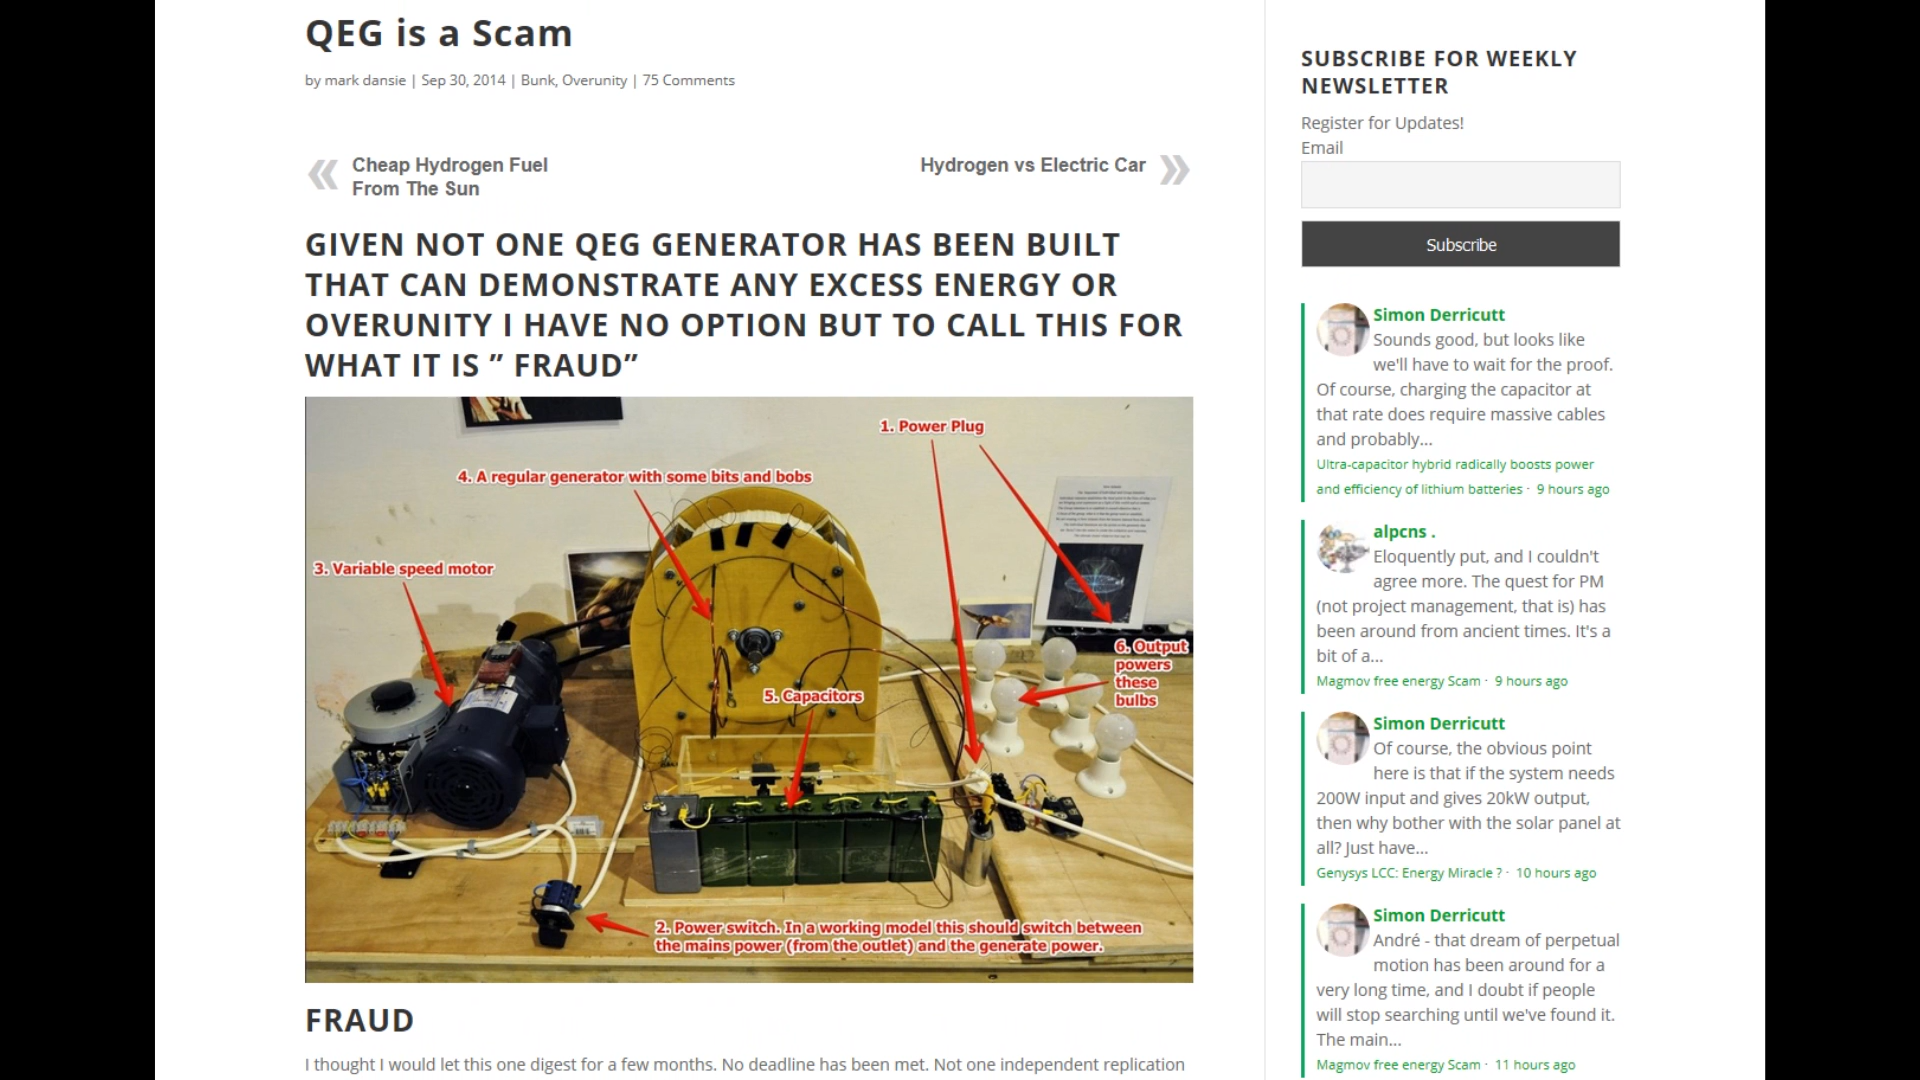 QEG is a Scam
by mark dansie | Sep 30, 2014 | Bunk, Overunity | 75 Comments
Cheap Hydrogen Fuel
From The Sun
Hydrogen vs Electric Car
GIVEN NOT ONE QEG GENERATOR HAS BEEN BUILT
THAT CAN DEMONSTRATE ANY EXCESS ENERGY OR
OVERUNITY I HAVE NO OPTION BUT TO CALL THIS FOR
WHAT IT IS ” FRAUD”
1. Power Plug
4. A regular generator with some bits and bobs
3. Variable speed motor
6. Output
powers
these
bulbs
5. Capacitors
2. Power switch. In a working model this should switch between
the mains power (from the outlet) and the generate power.
FRAUD
I thought I would let this one digest for a few months. No deadline has been met. Not one independent replication
SUBSCRIBE FOR WEEKLY
NEWSLETTER
Register for Updates!
Email
Subscribe
Simon Derricutt
Sounds good, but looks like
we'll have to wait for the proof.
Of course, charging the capacitor at
that rate does require massive cables
and probably...
Ultra-capacitor hybrid radically boosts power
and efficiency of lithium batteries · 9 hours ago
alpcns .
Eloquently put, and I couldn't
agree more. The quest for PM
(not project management, that is) has
been around from ancient times. It's a
bit of a...
Magmov free energy Scam · 9 hours ago
Simon Derricutt
Of course, the obvious point
here is that if the system needs
200W input and gives 20kW output,
then why bother with the solar panel at
all? Just have...
Genysys LCC: Energy Miracle ? · 10 hours ago
Simon Derricutt
André - that dream of perpetual
motion has been around for a
very long time, and I doubt if people
will stop searching until we've found it.
The main...
Magmov free energy Scam · 11 hours ago